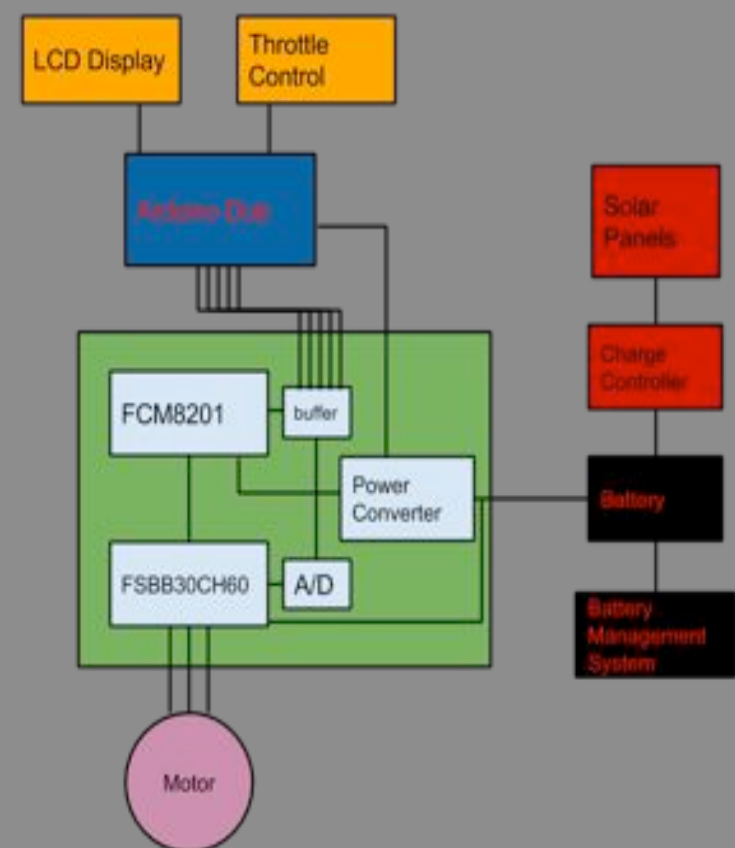 LCD Display
Throttle
Control
Arduino Due
Solar
Panels
Charge
Controller
FCM8201
buffer
Power
Converter
Battery
FSBB30CH60
A/D
Battery
Management
System
Motor